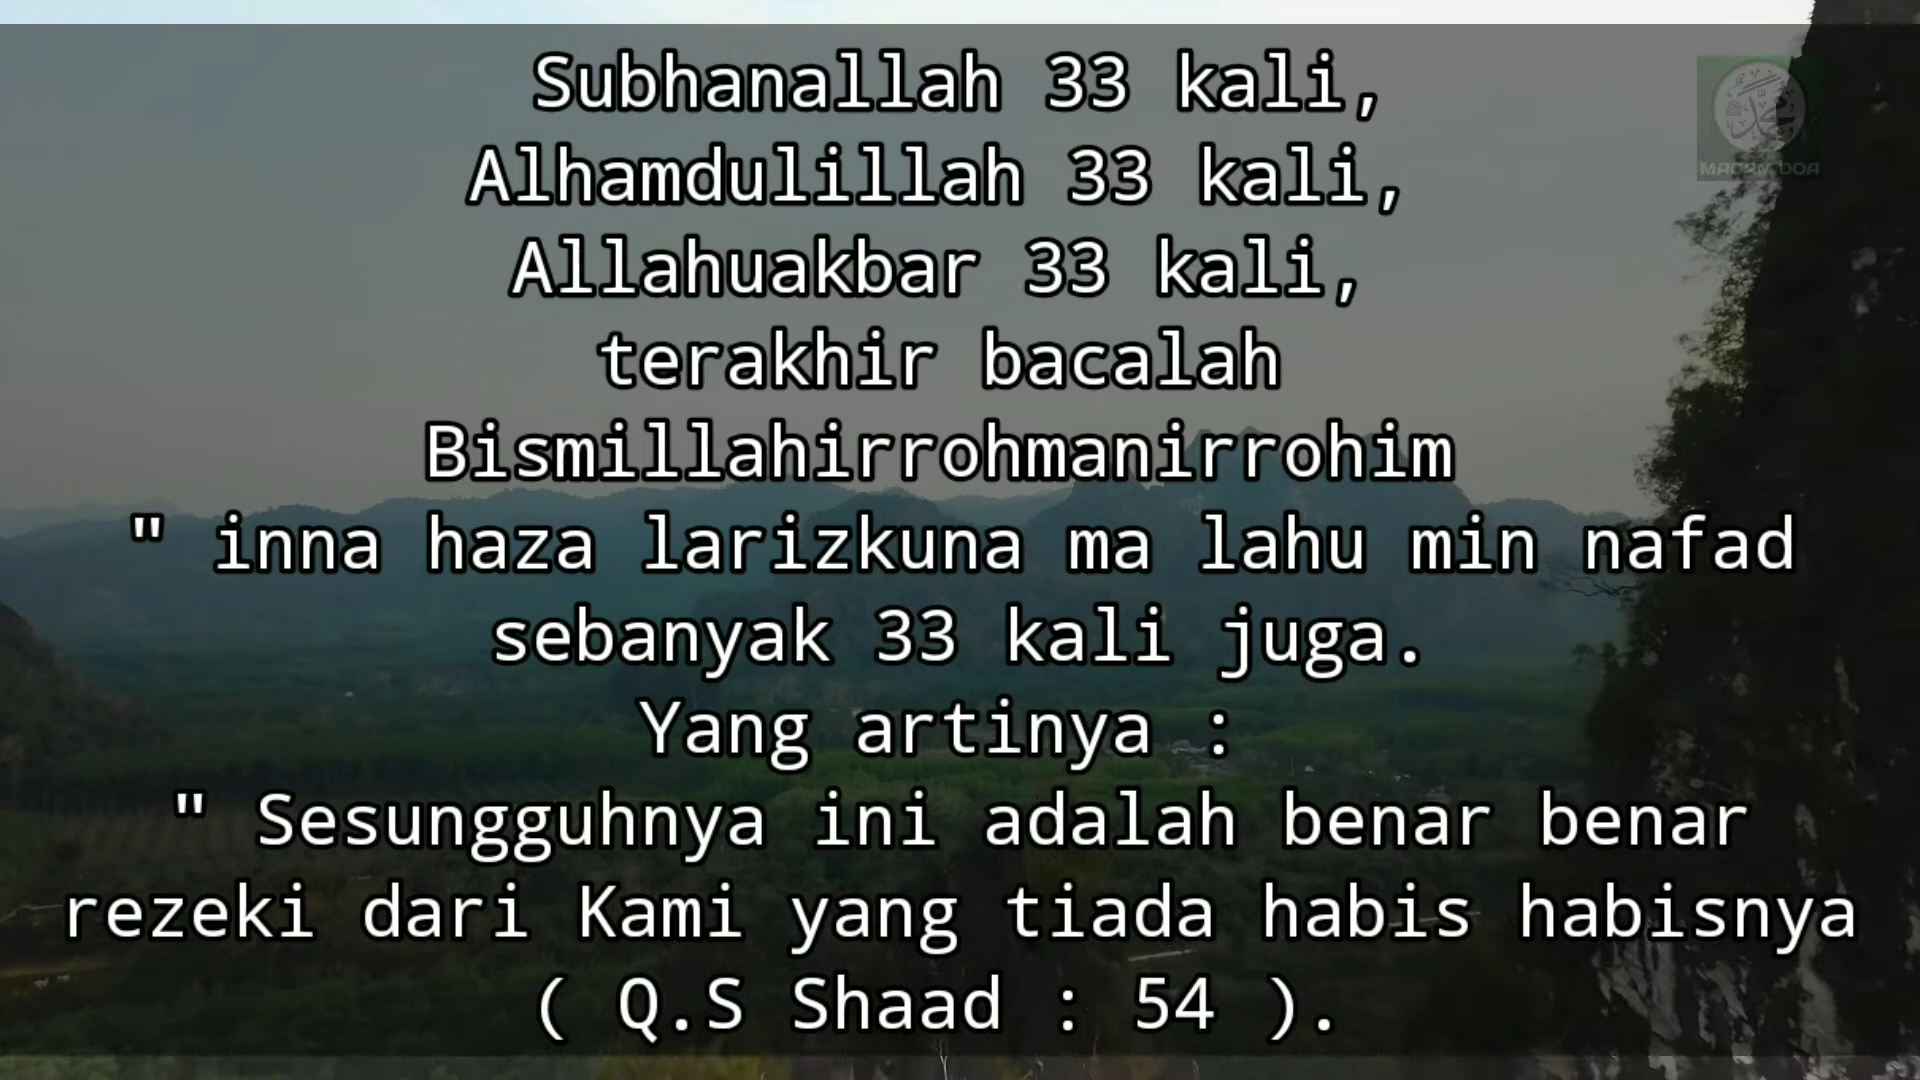 Subhanallah 33 kali,
Alhamdulillah 33 kali,
Allahuakbar 33 kali,
terakhir bacalah
Bismillahirrohmanirrohim
" inna haza larizkuna ma lahu min nafad
sebanyak 33 kali juga.
Yang artinya :
" Sesungguhnya ini adalah benar benar
rezeki dari Kami yang tiada habis habisnya
( Q.S Shaad : 54 ).
محمد